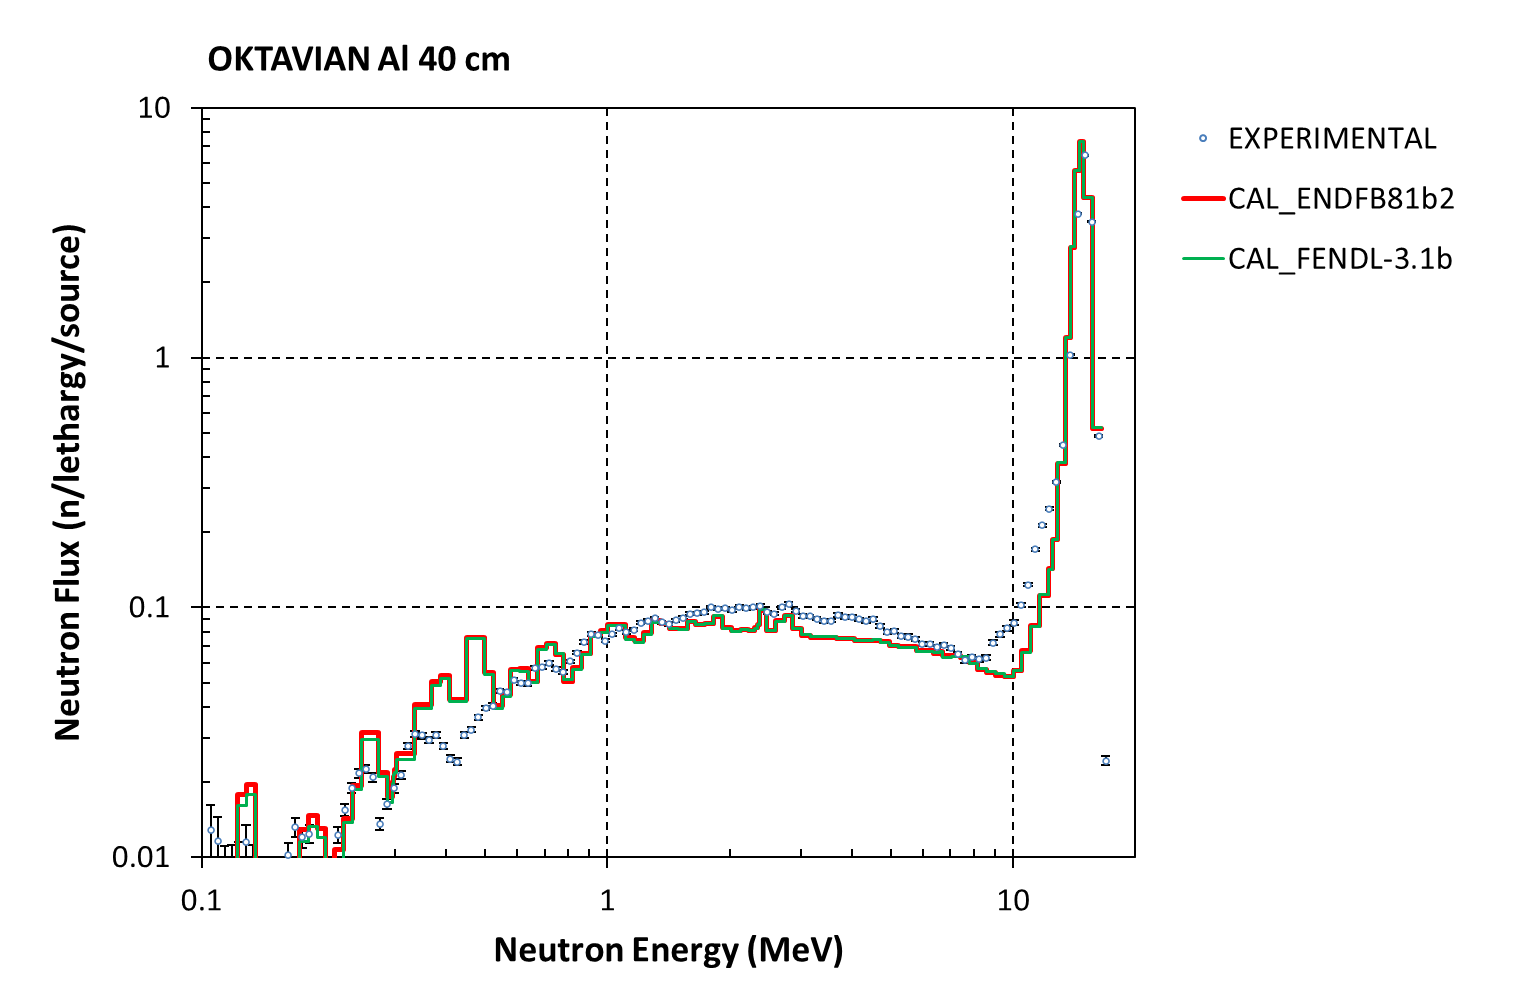 OKTAVIAN Al 40 cm
10
1
0.1
0.01
0.1
1
10
Neutron Flux (n/lethargy/source)
Neutron Energy (MeV)
EXPERIMENTAL
CAL_ENDFB81b2
CAL_FENDL-3.1b